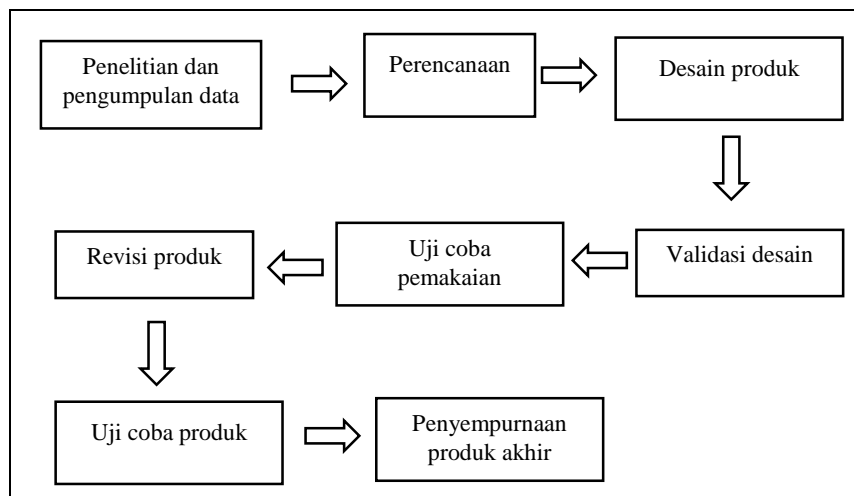 Penelitian dan
pengumpulan data
Perencanaan
Desain produk
Validasi desain
Uji coba
pemakaian
Revisi produk
Uji coba produk
Penyempurnaan
produk akhir